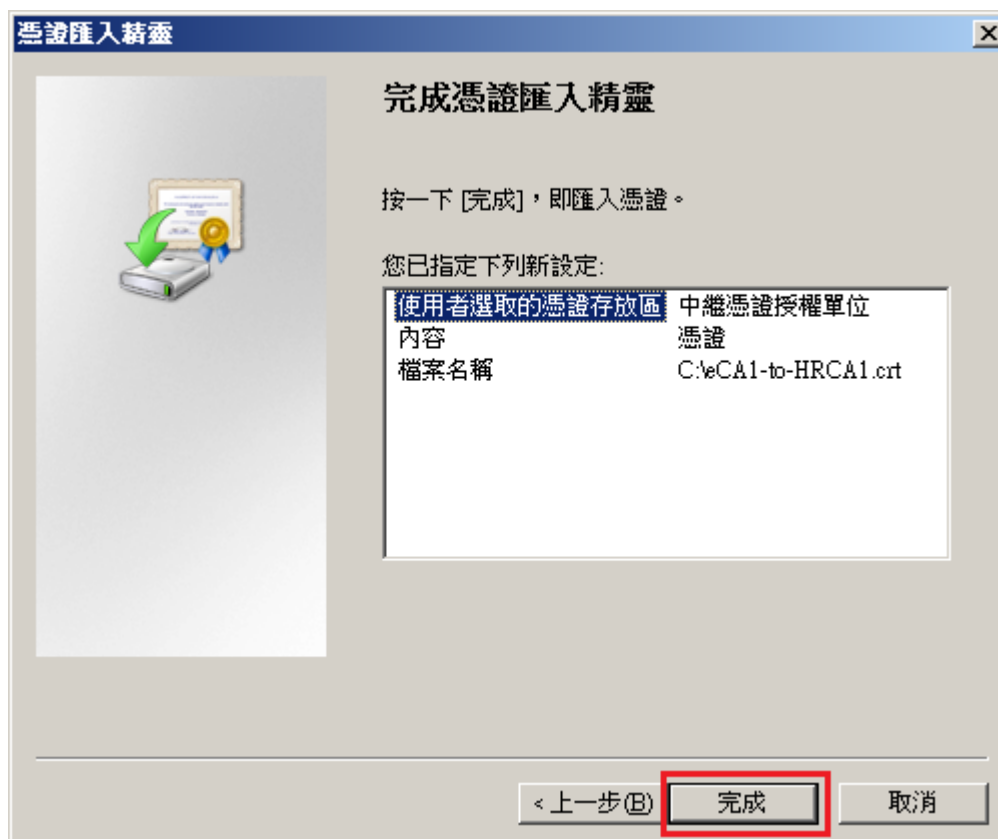 憑證匯入精靈
完成憑證匯入精靈
按一下 [完成]，即匯入憑證。
您已指定下列新設定:
使用者選取的憑證存放區 中繼憑證授權單位
內容 憑證
檔案名稱 C:\eCA1-to-HRCA1.crt
< 上一步(B) 完成 取消